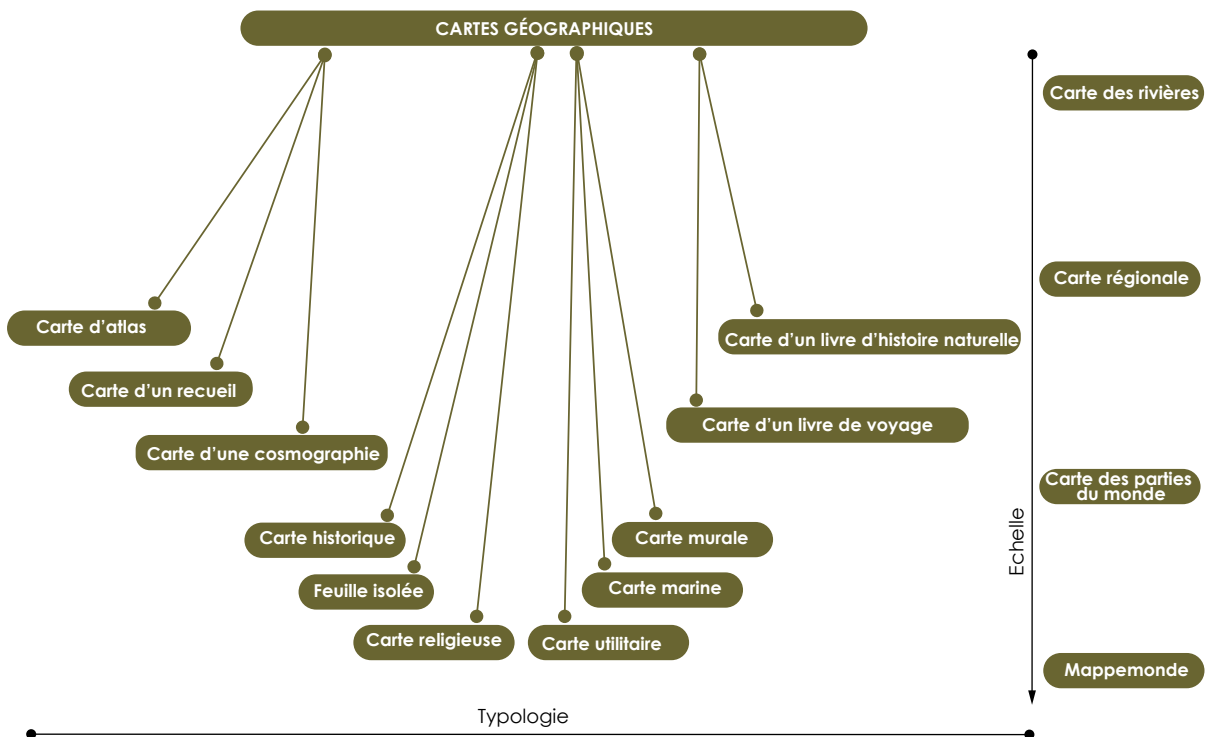 CARTES GÉOGRAPHIQUES
Carte des rivières
Carte régionale
Carte d'atlas
Carte d'un livre d'histoire naturelle
Carte d'un recueil
Carte d'un livre de voyage
Carte d'une cosmographie
Carte des parties
du monde
Carte historique
Carte murale
Echelle
Feuille isolée
Carte marine
Carte religieuse
Carte utilitaire
Mappemonde
Typologie